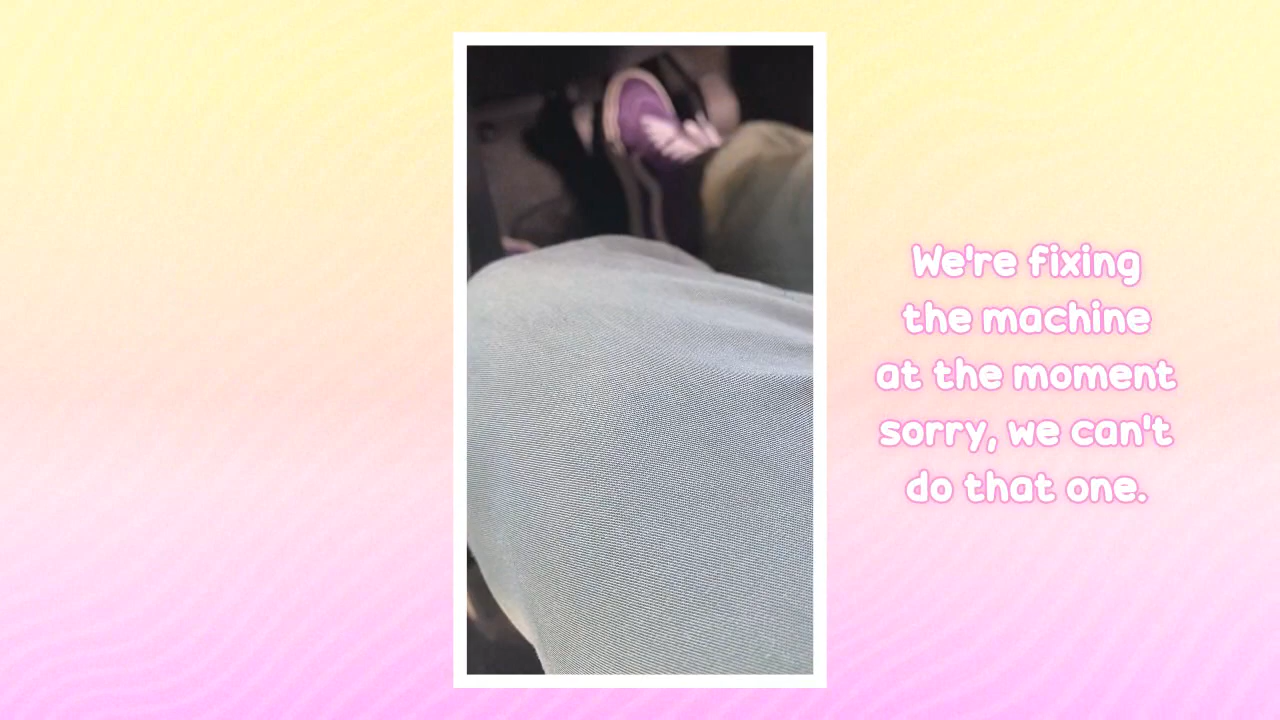 We're fixing
the machine
at the moment
sorry, we can't
do that one.